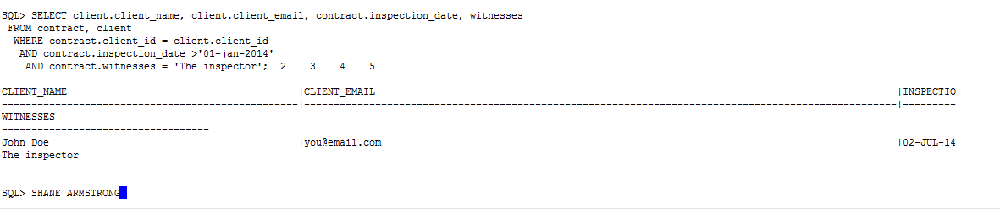 SQL> SELECT client.client_name, client.client_email, contract.inspection_date, witnesses
FROM contract, client
WHERE contract.client_id = client.client_id
AND contract.inspection_date >'01-jan-2014'
AND contract.witnesses = 'The inspector'; 2 3 4 5
CLIENT_NAME |CLIENT_EMAIL |INSPECTIO
--------------------------------------------------|----------------------------------------------------------------------------------------------------|---------
WITNESSES
-----------------------------------
John Doe |you@email.com |02-JUL-14
The inspector
SQL> SHANE ARMSTRONG